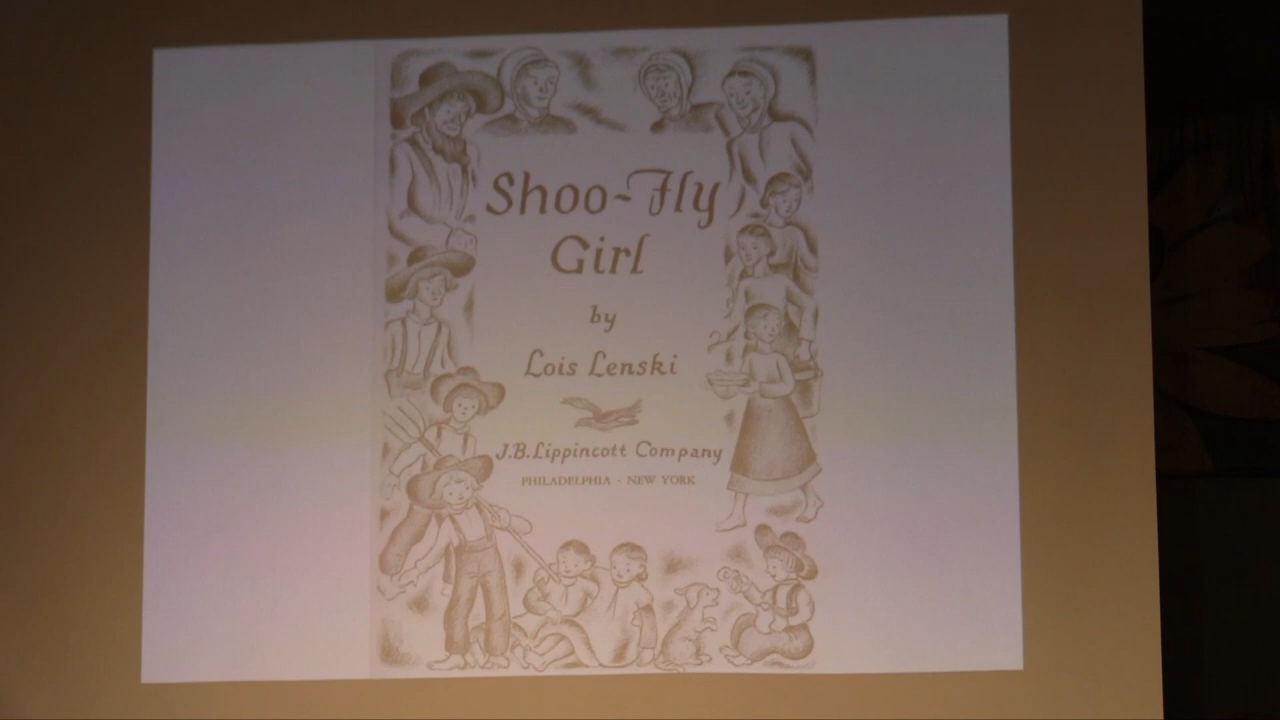 Shoo-Fly
Girl
by
Lois Lenski
J.B. Lippincott Company
PHILADELPHIA · NEW YORK